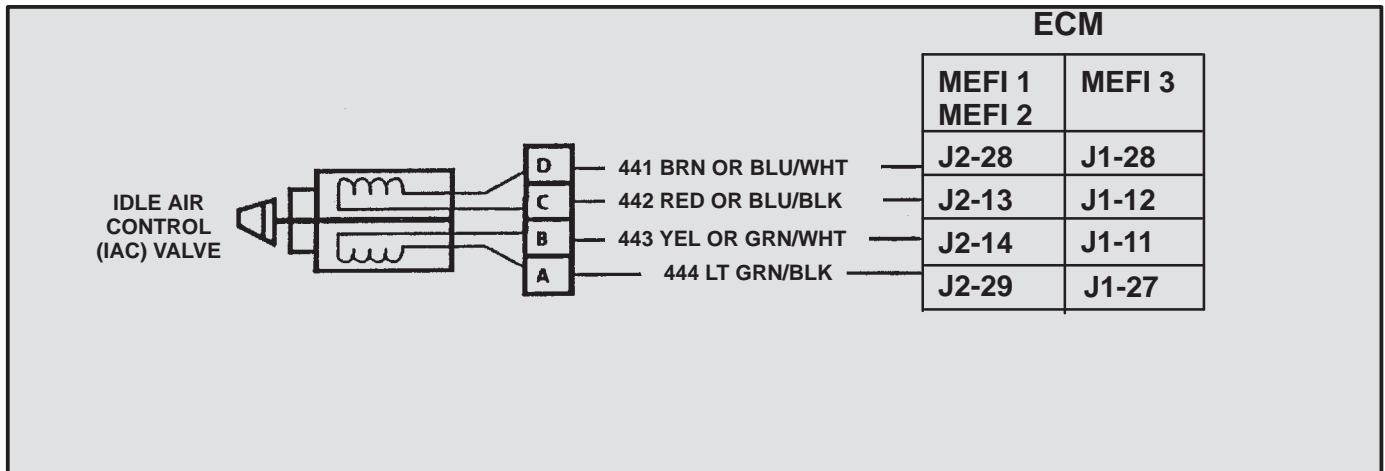 ECM
MEFI 1
MEFI 2
MEFI 3
IDLE AIR
CONTROL
(IAC) VALVE
D
441 BRN OR BLU/WHT
J2-28
J1-28
C
442 RED OR BLU/BLK
J2-13
J1-12
B
443 YEL OR GRN/WHT
J2-14
J1-11
A
444 LT GRN/BLK
J2-29
J1-27